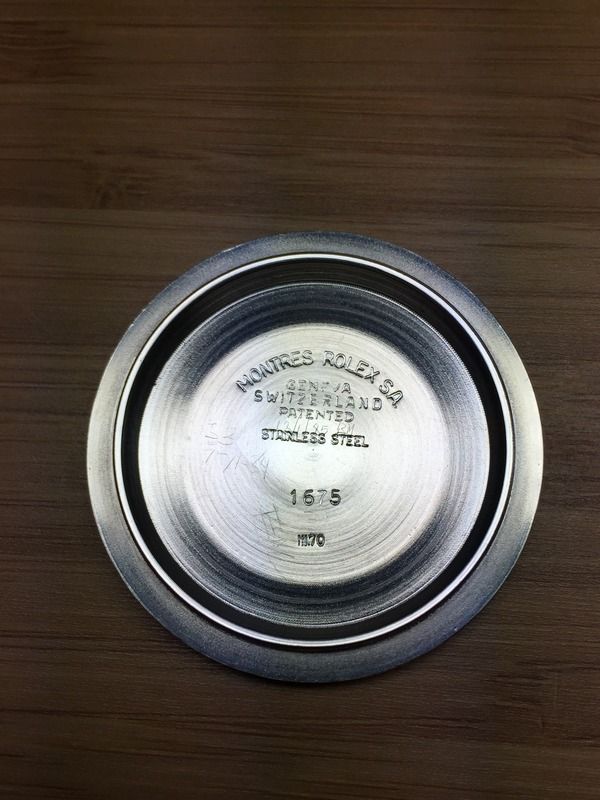 MONTRES ROLEX S.A.
GENEVA
SWITZERLAND
PATENTED
STAINLESS STEEL
1675
III.70